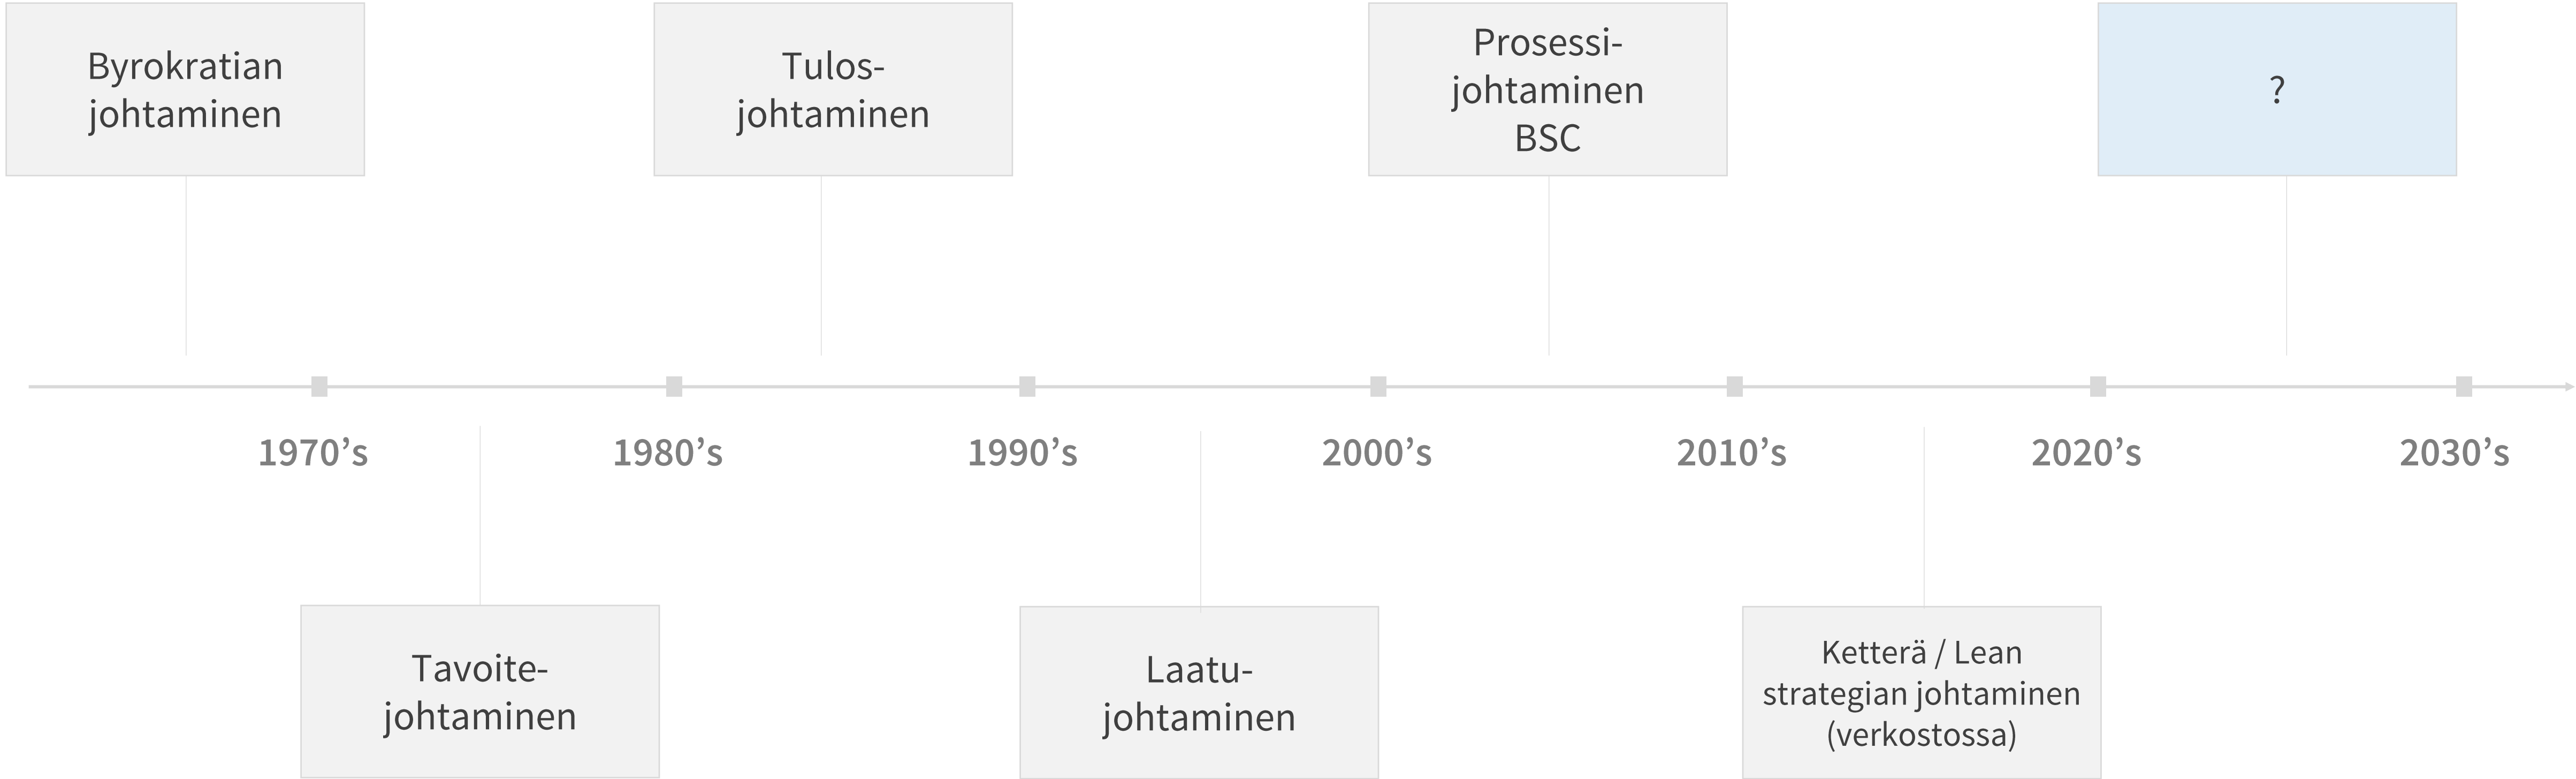 Byrokratian
johtaminen
Tulos-
johtaminen
Prosessi-
johtaminen
BSC
?
1970’s
1980’s
1990’s
2000’s
2010’s
2020’s
2030’s
Tavoite-
johtaminen
Laatu-
johtaminen
Ketterä / Lean
strategian johtaminen
(verkostossa)